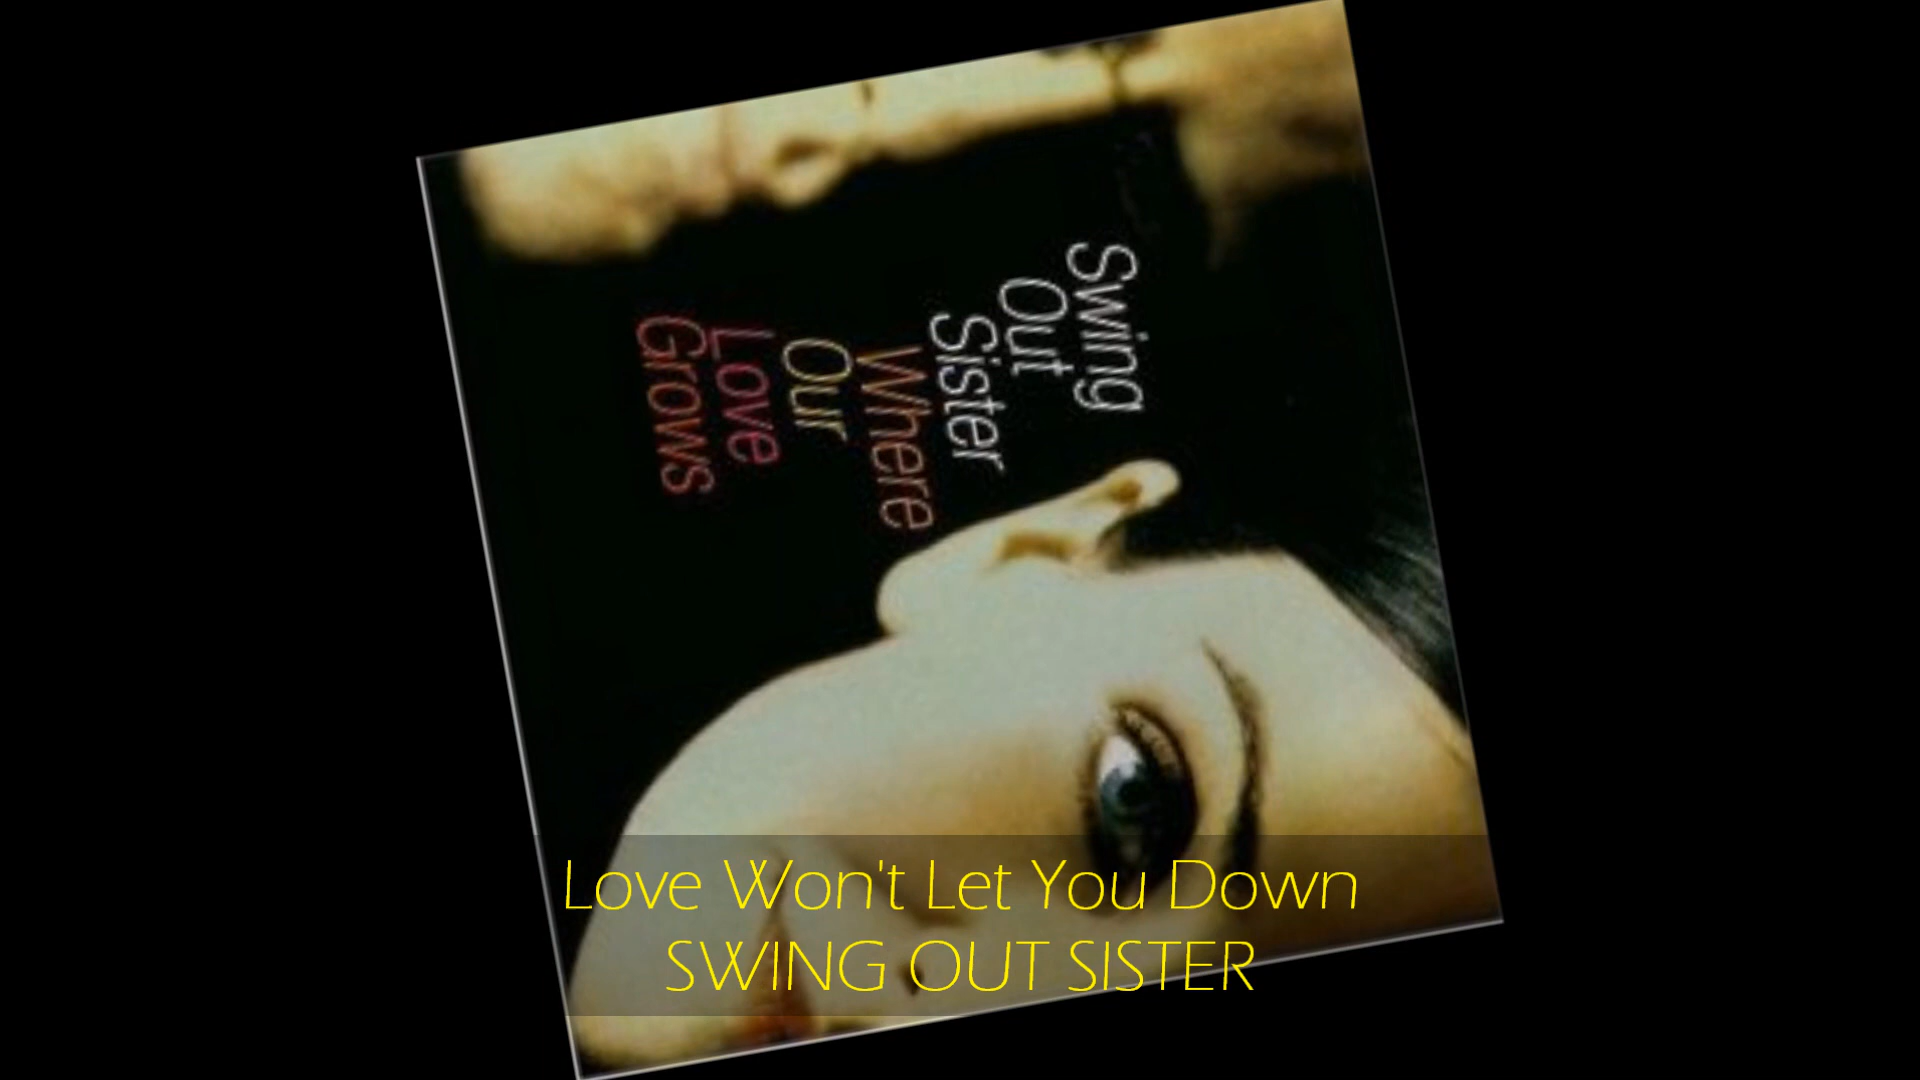 Swing
Out
Sister
Where
Our
Love
Grows
Love Won't Let You Down
SWING OUT SISTER